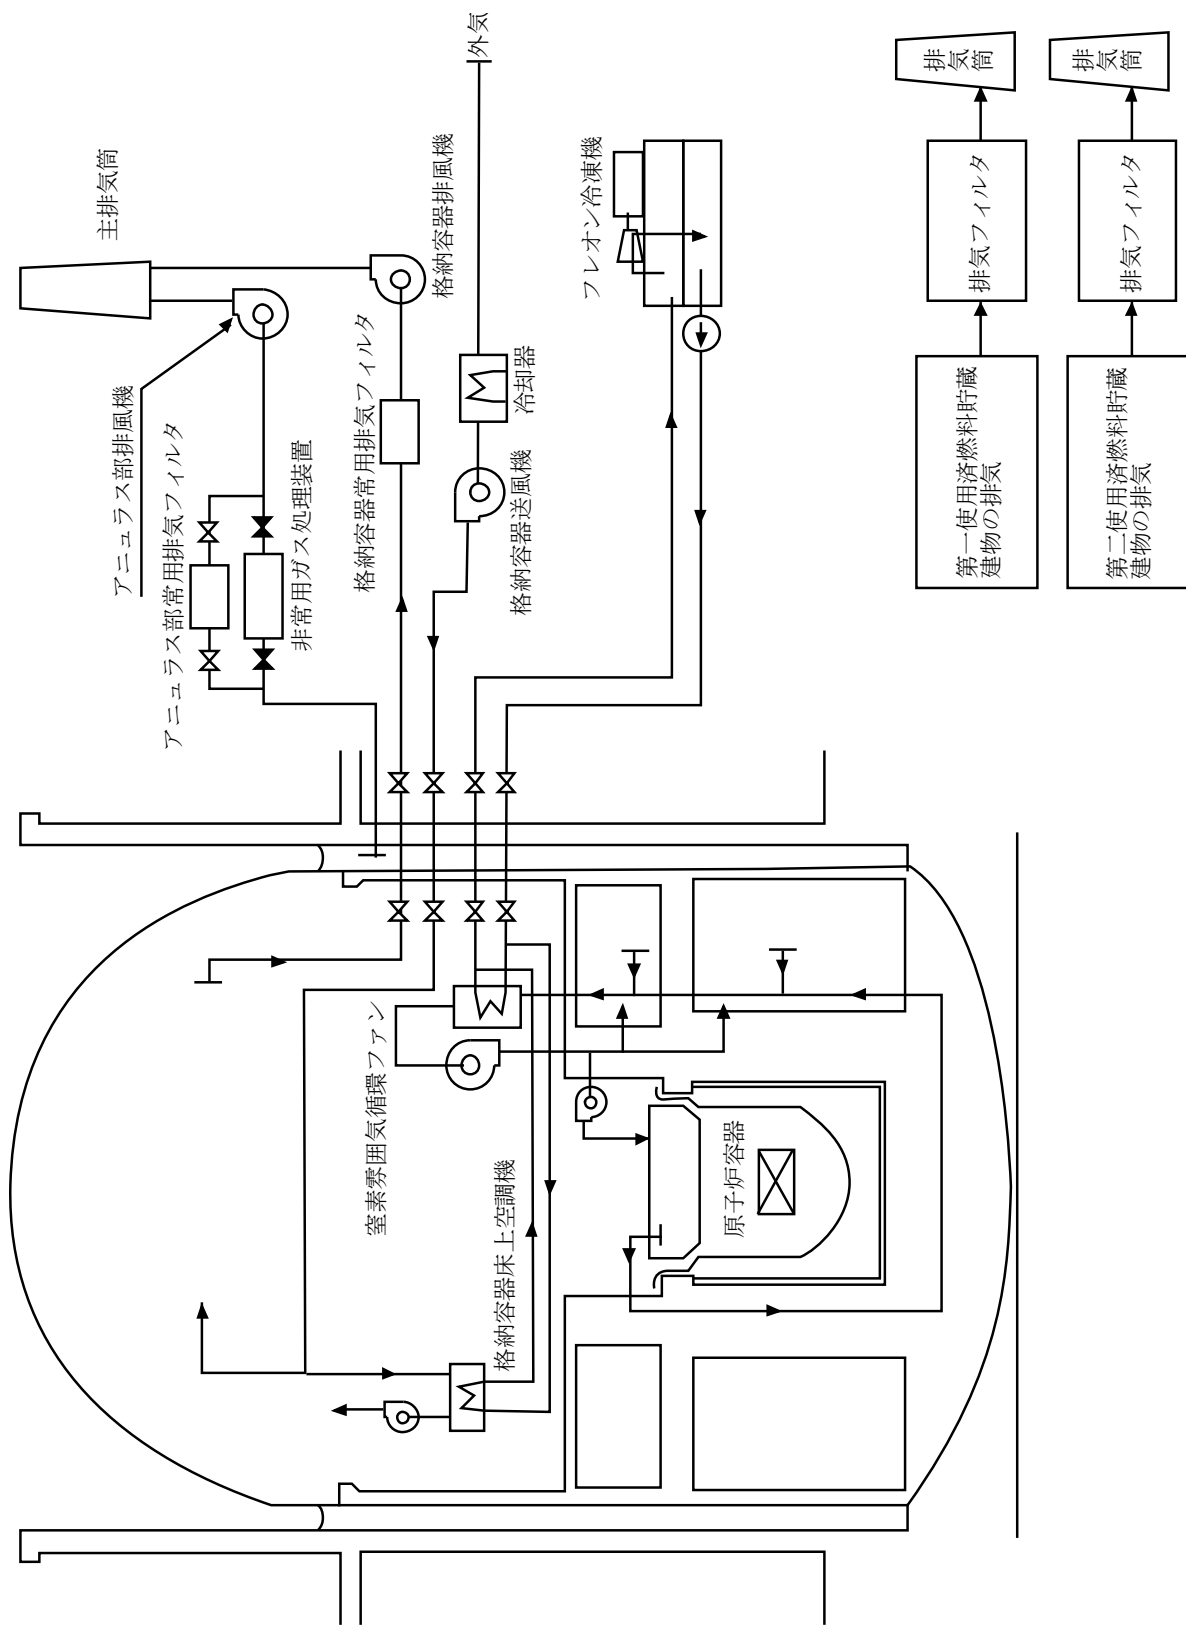 主排気筒
アニュラス部排風機
アニュラス部常用排気フィルタ
非常用ガス処理装置
格納容器常用排気フィルタ
格納容器排風機
外気
冷却器
格納容器送風機
フレオン冷凍機
排
気
筒
排気フィルタ
第一使用済燃料貯蔵
建物の排気
排
気
筒
排気フィルタ
第二使用済燃料貯蔵
建物の排気
窒素雰囲気循環ファン
格納容器床上空調機
原子炉容器